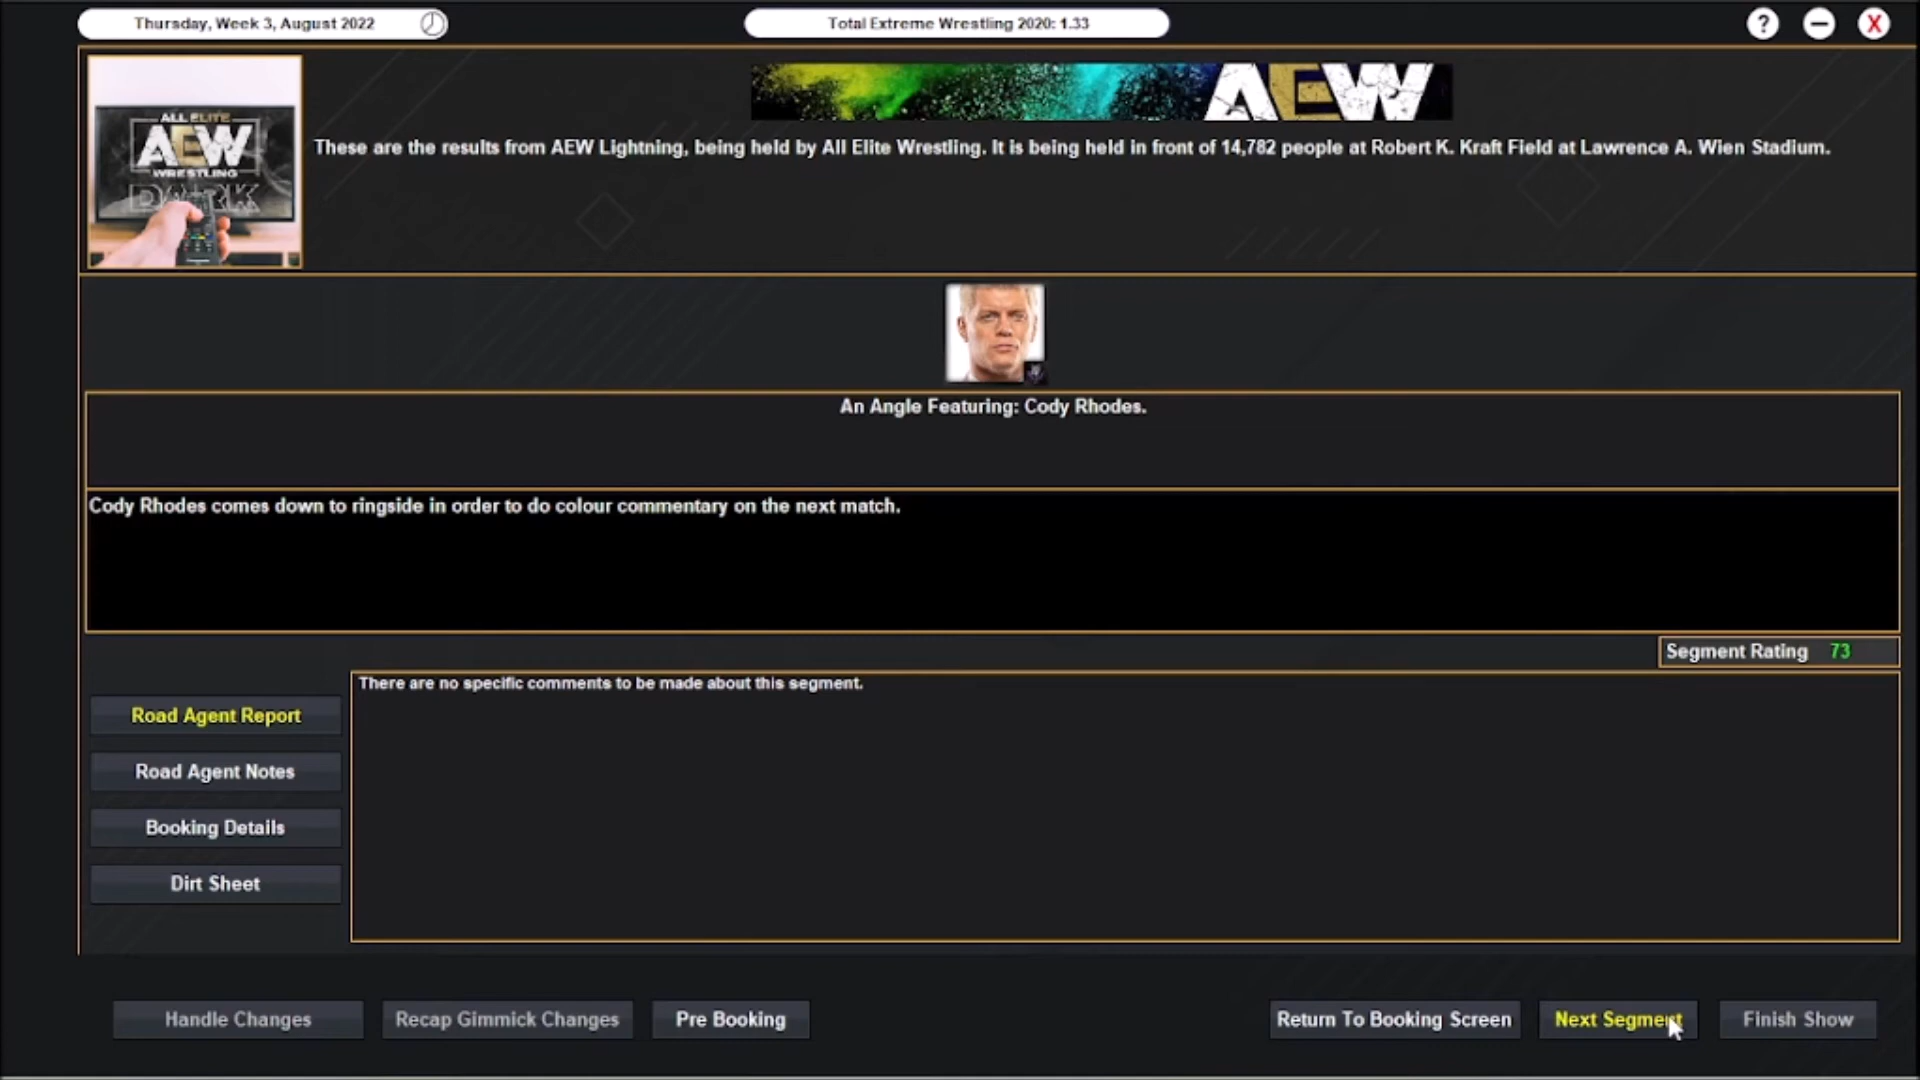 Thursday, Week 3, August 2022
Total Extreme Wrestling 2020: 1.33
?
X
ALL ELITE
AEW
WRESTLING
DARK
AEW
These are the results from AEW Lightning, being held by All Elite Wrestling. It is being held in front of 14,782 people at Robert K. Kraft Field at Lawrence A. Wien Stadium.
An Angle Featuring: Cody Rhodes.
Cody Rhodes comes down to ringside in order to do colour commentary on the next match.
Segment Rating 73
There are no specific comments to be made about this segment.
Road Agent Report
Road Agent Notes
Booking Details
Dirt Sheet
Handle Changes
Recap Gimmick Changes
Pre Booking
Return To Booking Screen
Next Segment
Finish Show